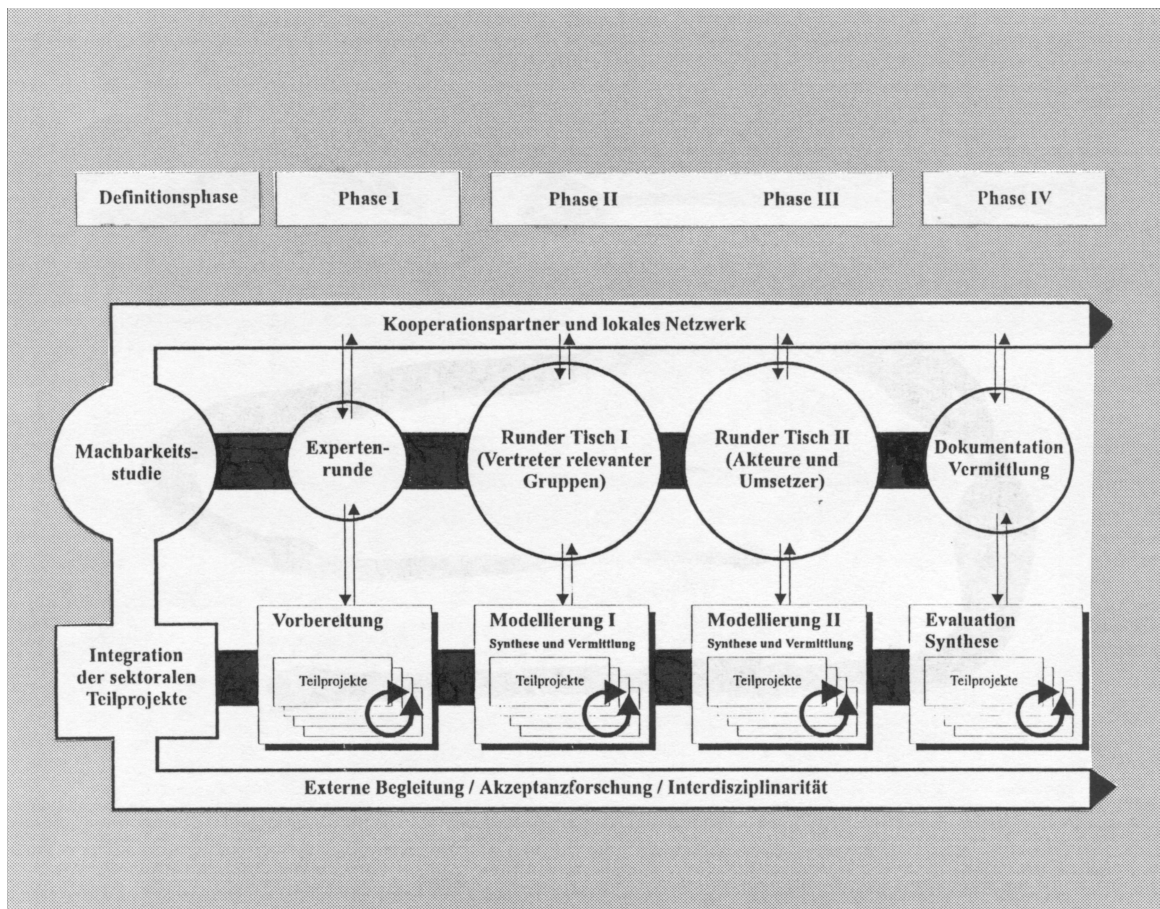 Definitionsphase
Phase I
Phase II
Phase III
Phase IV
Kooperationspartner und lokales Netzwerk
Machbarkeits-
studie
Experten-
runde
Runder Tisch I
(Vertreter relevanter
Gruppen)
Runder Tisch II
(Akteure und
Umsetzer)
Dokumentation
Vermittlung
Integration
der sektoralen
Teilprojekte
Vorbereitung
Teilprojekte
Modellierung I
Synthese und Vermittlung
Teilprojekte
Modellierung II
Synthese und Vermittlung
Teilprojekte
Evaluation
Synthese
Teilprojekte
Externe Begleitung / Akzeptanzforschung / Interdisziplinarität